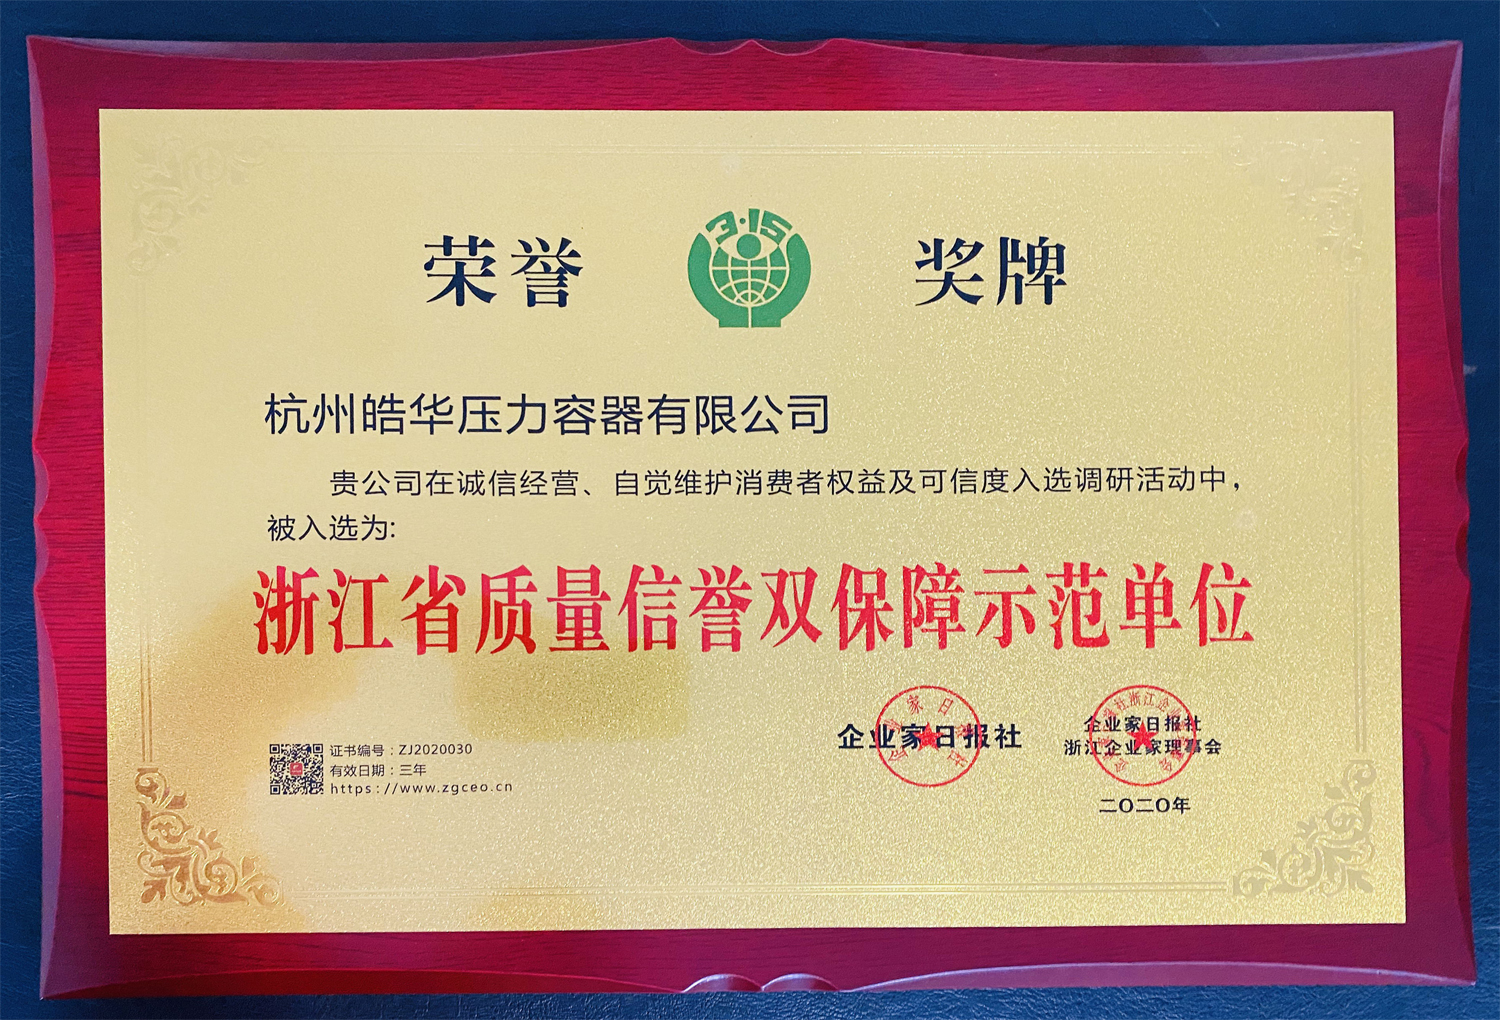 荣誉 3·15 奖牌
杭州皓华压力容器有限公司
贵公司在诚信经营、自觉维护消费者权益及可信度入选调研活动中，
被入选为:
浙江省质量信誉双保障示范单位
企业家日报社
企业家日报社
浙江企业家理事会
二〇二〇年
证书编号：ZJ2020030
有效日期：三年
https://www.zgceo.cn